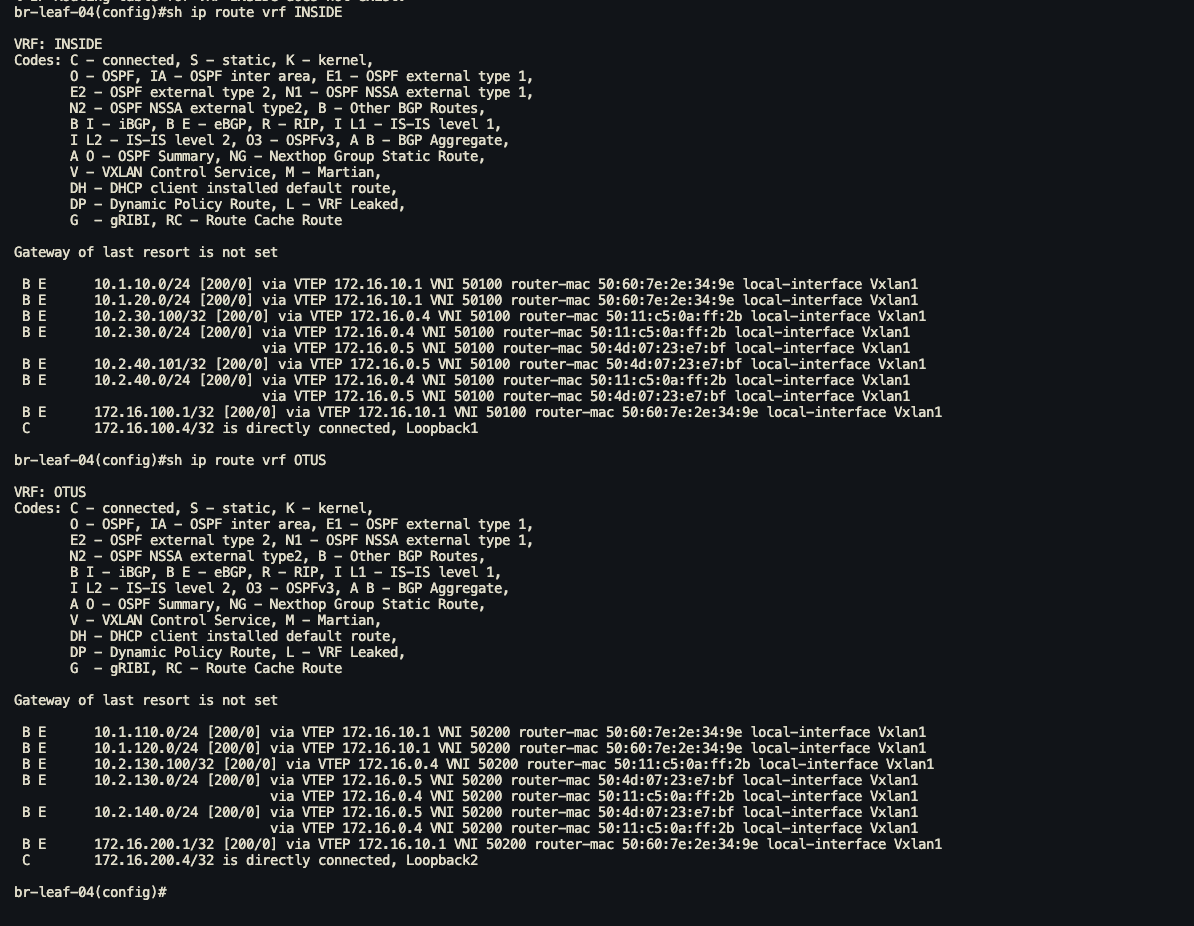 br-leaf-04(config)#sh ip route vrf INSIDE

VRF: INSIDE
Codes: C - connected, S - static, K - kernel,
       O - OSPF, IA - OSPF inter area, E1 - OSPF external type 1,
       E2 - OSPF external type 2, N1 - OSPF NSSA external type 1,
       N2 - OSPF NSSA external type2, B - Other BGP Routes,
       B I - iBGP, B E - eBGP, R - RIP, I L1 - IS-IS level 1,
       I L2 - IS-IS level 2, O3 - OSPFv3, A B - BGP Aggregate,
       A O - OSPF Summary, NG - Nexthop Group Static Route,
       V - VXLAN Control Service, M - Martian,
       DH - DHCP client installed default route,
       DP - Dynamic Policy Route, L - VRF Leaked,
       G  - gRIBI, RC - Route Cache Route

Gateway of last resort is not set

 B E      10.1.10.0/24 [200/0] via VTEP 172.16.10.1 VNI 50100 router-mac 50:60:7e:2e:34:9e local-interface Vxlan1
 B E      10.1.20.0/24 [200/0] via VTEP 172.16.10.1 VNI 50100 router-mac 50:60:7e:2e:34:9e local-interface Vxlan1
 B E      10.2.30.100/32 [200/0] via VTEP 172.16.0.4 VNI 50100 router-mac 50:11:c5:0a:ff:2b local-interface Vxlan1
 B E      10.2.30.0/24 [200/0] via VTEP 172.16.0.4 VNI 50100 router-mac 50:11:c5:0a:ff:2b local-interface Vxlan1
                               via VTEP 172.16.0.5 VNI 50100 router-mac 50:4d:07:23:e7:bf local-interface Vxlan1
 B E      10.2.40.101/32 [200/0] via VTEP 172.16.0.5 VNI 50100 router-mac 50:4d:07:23:e7:bf local-interface Vxlan1
 B E      10.2.40.0/24 [200/0] via VTEP 172.16.0.4 VNI 50100 router-mac 50:11:c5:0a:ff:2b local-interface Vxlan1
                               via VTEP 172.16.0.5 VNI 50100 router-mac 50:4d:07:23:e7:bf local-interface Vxlan1
 B E      172.16.100.1/32 [200/0] via VTEP 172.16.10.1 VNI 50100 router-mac 50:60:7e:2e:34:9e local-interface Vxlan1
 C        172.16.100.4/32 is directly connected, Loopback1

br-leaf-04(config)#sh ip route vrf OTUS

VRF: OTUS
Codes: C - connected, S - static, K - kernel,
       O - OSPF, IA - OSPF inter area, E1 - OSPF external type 1,
       E2 - OSPF external type 2, N1 - OSPF NSSA external type 1,
       N2 - OSPF NSSA external type2, B - Other BGP Routes,
       B I - iBGP, B E - eBGP, R - RIP, I L1 - IS-IS level 1,
       I L2 - IS-IS level 2, O3 - OSPFv3, A B - BGP Aggregate,
       A O - OSPF Summary, NG - Nexthop Group Static Route,
       V - VXLAN Control Service, M - Martian,
       DH - DHCP client installed default route,
       DP - Dynamic Policy Route, L - VRF Leaked,
       G  - gRIBI, RC - Route Cache Route

Gateway of last resort is not set

 B E      10.1.110.0/24 [200/0] via VTEP 172.16.10.1 VNI 50200 router-mac 50:60:7e:2e:34:9e local-interface Vxlan1
 B E      10.1.120.0/24 [200/0] via VTEP 172.16.10.1 VNI 50200 router-mac 50:60:7e:2e:34:9e local-interface Vxlan1
 B E      10.2.130.100/32 [200/0] via VTEP 172.16.0.4 VNI 50200 router-mac 50:11:c5:0a:ff:2b local-interface Vxlan1
 B E      10.2.130.0/24 [200/0] via VTEP 172.16.0.5 VNI 50200 router-mac 50:4d:07:23:e7:bf local-interface Vxlan1
                                via VTEP 172.16.0.4 VNI 50200 router-mac 50:11:c5:0a:ff:2b local-interface Vxlan1
 B E      10.2.140.0/24 [200/0] via VTEP 172.16.0.5 VNI 50200 router-mac 50:4d:07:23:e7:bf local-interface Vxlan1
                                via VTEP 172.16.0.4 VNI 50200 router-mac 50:11:c5:0a:ff:2b local-interface Vxlan1
 B E      172.16.200.1/32 [200/0] via VTEP 172.16.10.1 VNI 50200 router-mac 50:60:7e:2e:34:9e local-interface Vxlan1
 C        172.16.200.4/32 is directly connected, Loopback2

br-leaf-04(config)#